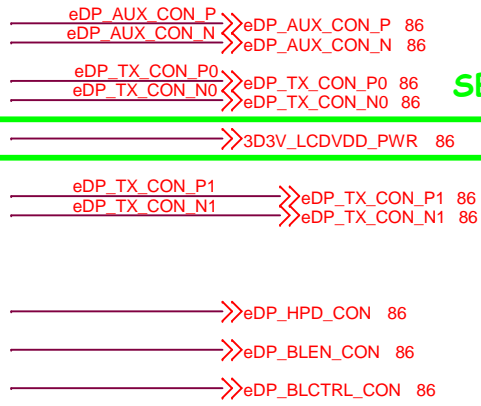 eDP_AUX_CON_P eDP_AUX_CON_P 86
eDP_AUX_CON_N eDP_AUX_CON_N 86
eDP_TX_CON_P0 eDP_TX_CON_P0 86
eDP_TX_CON_N0 eDP_TX_CON_N0 86
3D3V_LCDVDD_PWR 86
eDP_TX_CON_P1 eDP_TX_CON_P1 86
eDP_TX_CON_N1 eDP_TX_CON_N1 86
eDP_HPD_CON 86
eDP_BLEN_CON 86
eDP_BLCTRL_CON 86